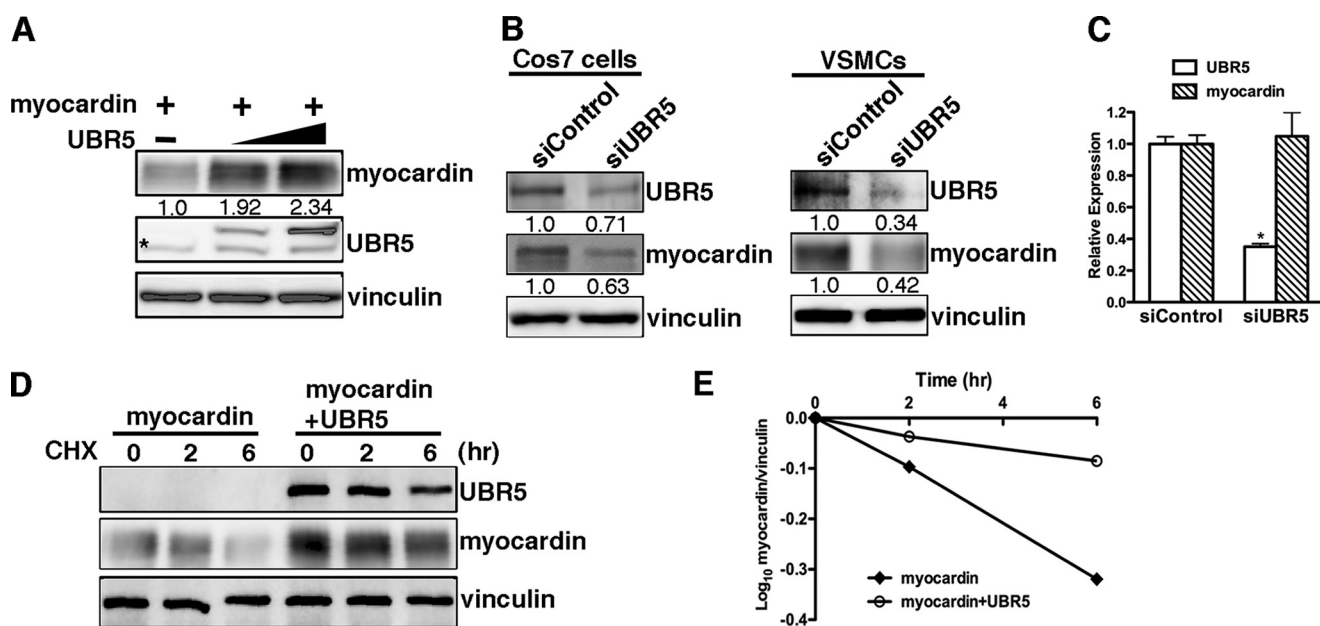 A
myocardin + + +
UBR5 −
myocardin
1.0 1.92 2.34
* UBR5
vinculin
B
Cos7 cells
siControl siUBR5
UBR5
1.0 0.71
myocardin
1.0 0.63
vinculin
VSMCs
siControl siUBR5
UBR5
1.0 0.34
myocardin
1.0 0.42
vinculin
C
UBR5
myocardin
Relative Expression
1.2
1.0
0.8
0.6
0.4
0.2
0.0
*
siControl siUBR5
D
myocardin
myocardin
+UBR5
CHX 0 2 6 0 2 6 (hr)
UBR5
myocardin
vinculin
E
Time (hr)
0 2 4 6
Log10 myocardin/vinculin
0.0
-0.1
-0.2
-0.3
-0.4
myocardin
myocardin+UBR5